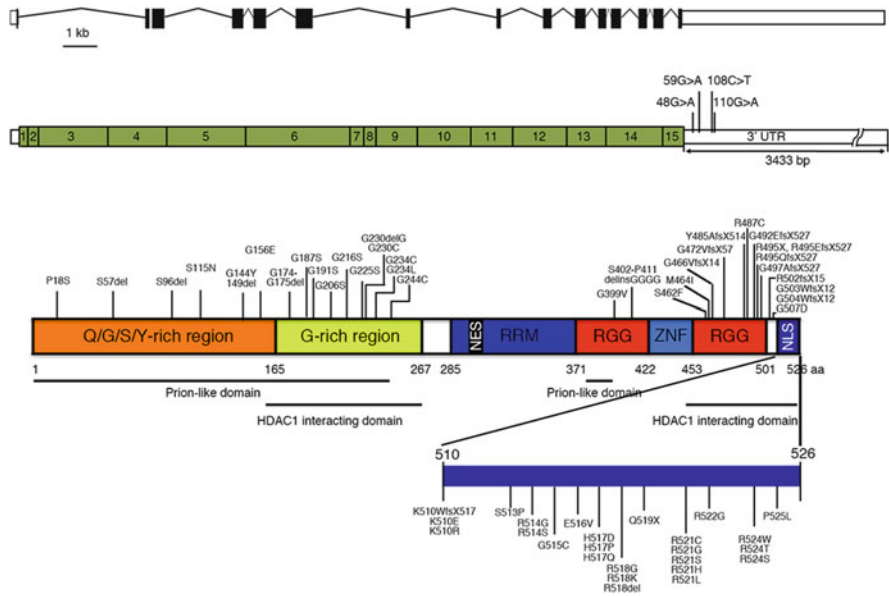 1 kb
59G>A 108C>T
48G>A 110G>A
1 2 3 4 5 6 7 8 9 10 11 12 13 14 15 3' UTR
3433 bp
R487C
G230delG
G230C
Y485AfsX514 G492EfsX527
G156E
G187S
G216S
G234C
G472VfsX57
R495X, R495EfsX527
S115N
G174-
G175del
G191S
G225S
G234L
S402-P411
delinsGGGG
G466VfsX14
R495QfsX527
G497AfsX527
P18S
S57del
S96del
G144Y
149del
G206S
G244C
G399V
M464I
S462F
R502fsX15
G503WfsX12
G504WfsX12
G507D
Q/G/S/Y-rich region G-rich region NES RRM RGG ZNF RGG NLS
1 165 267 285 371 422 453 501 526 aa
Prion-like domain Prion-like domain
HDAC1 interacting domain HDAC1 interacting domain
510 526
K510WfsX517
K510E
K510R
S513P
R514G
R514S
G515C
E516V
H517D
H517P
H517Q
R518G
R518K
R518del
Q519X
R521C
R521G
R521S
R521H
R521L
R522G
R524W
R524T
R524S
P525L